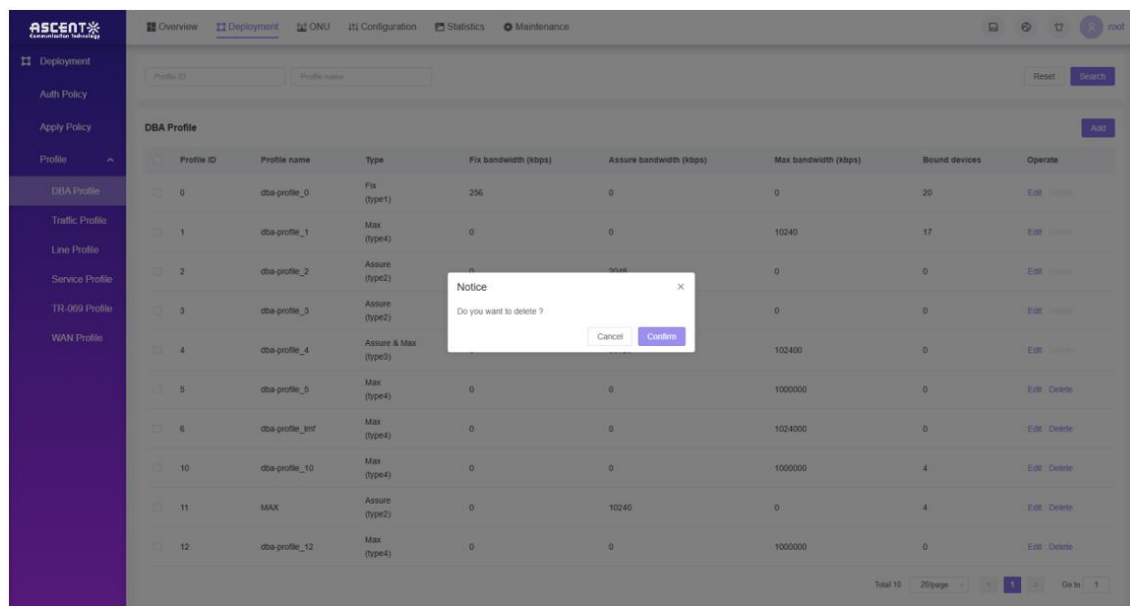 ASCENT
Communication Technology
Overview Deployment ONU Configuration Statistics Maintenance root
Deployment
Auth Policy
Apply Policy
Profile
DBA Profile
Traffic Profile
Line Profile
Service Profile
TR-069 Profile
WAN Profile
Profile ID Profile name Reset Search
DBA Profile Add
Profile ID Profile name Type Fix bandwidth (kbps) Assure bandwidth (kbps) Max bandwidth (kbps) Bound devices Operate
0 dba-profile_0 Fix (type1) 256 0 0 20 Edit Delete
1 dba-profile_1 Max (type4) 0 0 10240 17 Edit Delete
2 dba-profile_2 Assure (type2) 0 2048 0 0 Edit Delete
3 dba-profile_3 Assure (type2) 0 0 Edit Delete
4 dba-profile_4 Assure & Max (type3) 102400 0 Edit Delete
5 dba-profile_5 Max (type4) 0 0 1000000 0 Edit Delete
6 dba-profile_lmf Max (type4) 0 0 1024000 0 Edit Delete
10 dba-profile_10 Max (type4) 0 0 1000000 4 Edit Delete
11 MAX Assure (type2) 0 10240 0 4 Edit Delete
12 dba-profile_12 Max (type4) 0 0 1000000 0 Edit Delete
Notice
Do you want to delete ?
Cancel Confirm
Total 10 20/page 1 Go to 1